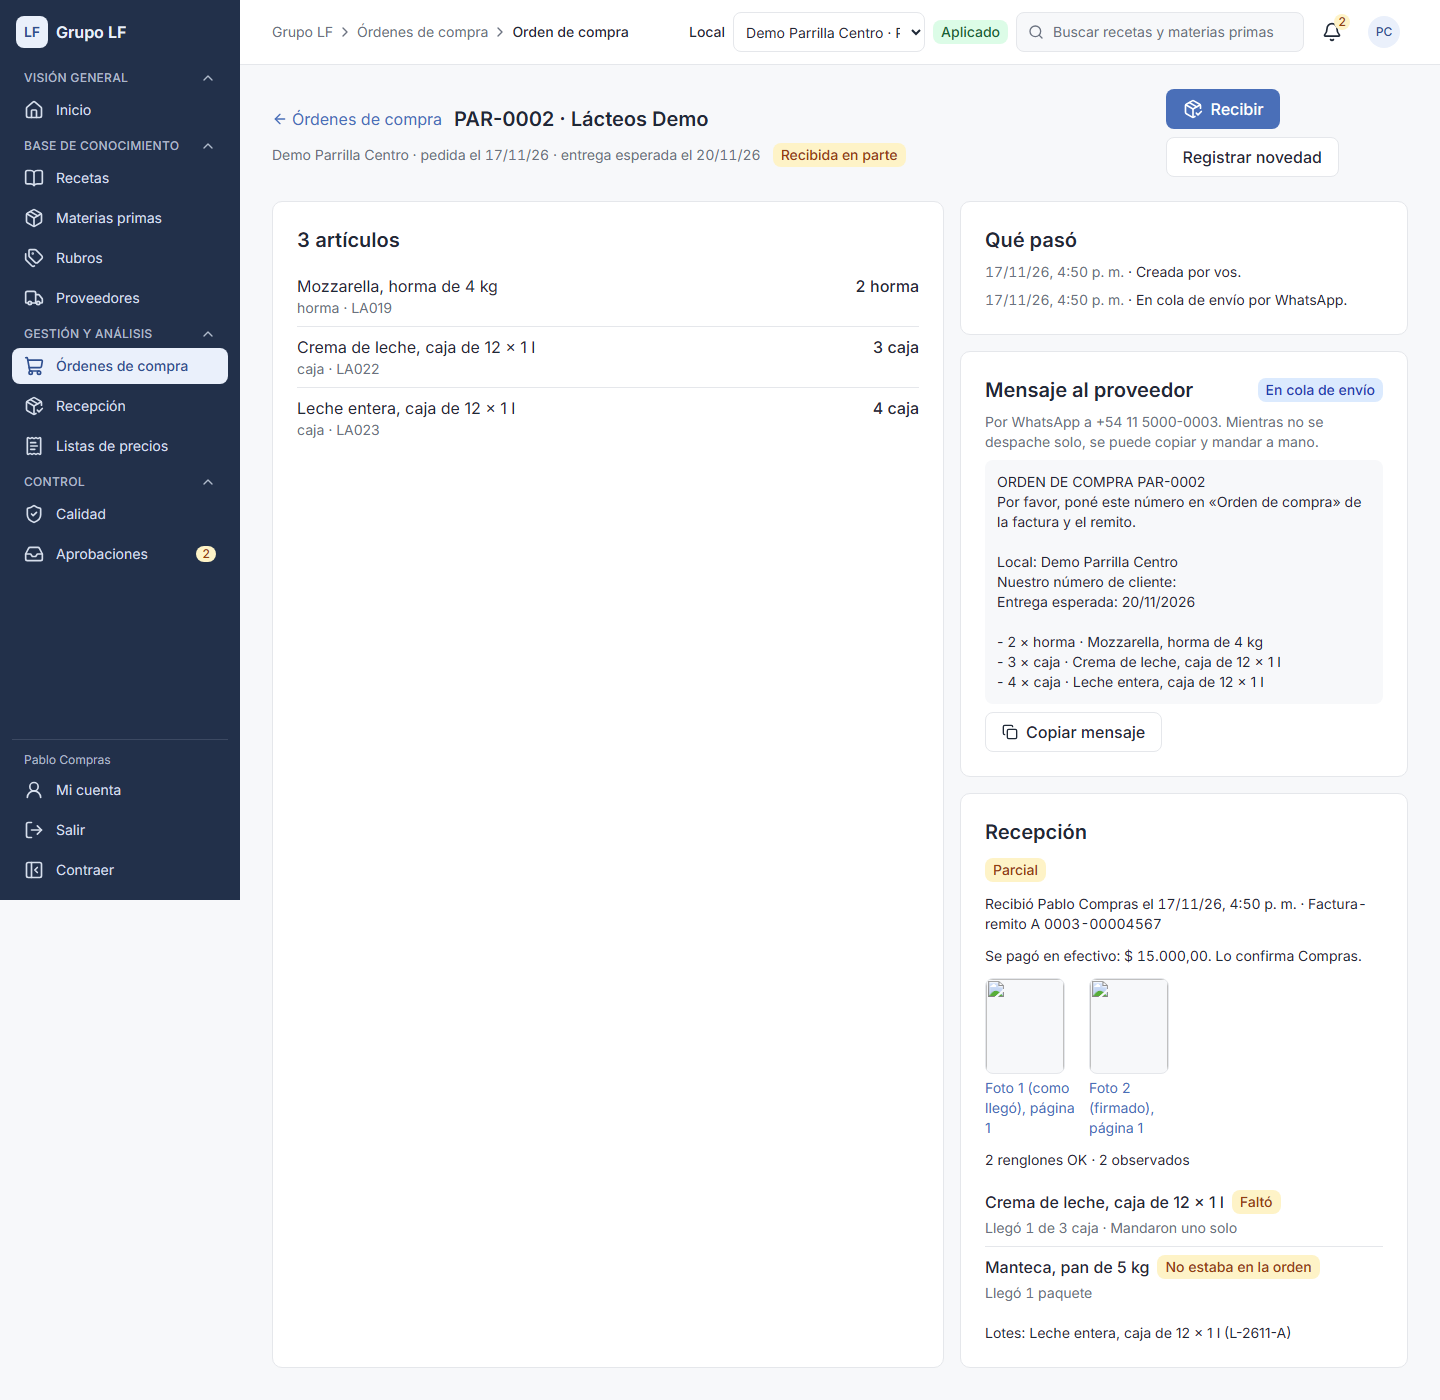 LF Grupo LF
VISIÓN GENERAL
Inicio
BASE DE CONOCIMIENTO
Recetas
Materias primas
Rubros
Proveedores
GESTIÓN Y ANÁLISIS
Órdenes de compra
Recepción
Listas de precios
CONTROL
Calidad
Aprobaciones 2
Pablo Compras
Mi cuenta
Salir
Contraer
Grupo LF > Órdenes de compra > Orden de compra
Local Demo Parrilla Centro · Aplicado Buscar recetas y materias primas 2 PC
← Órdenes de compra PAR-0002 · Lácteos Demo
Demo Parrilla Centro · pedida el 17/11/26 · entrega esperada el 20/11/26 Recibida en parte
Recibir
Registrar novedad
3 artículos
Mozzarella, horma de 4 kg 2 horma
horma · LA019
Crema de leche, caja de 12 × 1 l 3 caja
caja · LA022
Leche entera, caja de 12 × 1 l 4 caja
caja · LA023
Qué pasó
17/11/26, 4:50 p. m. · Creada por vos.
17/11/26, 4:50 p. m. · En cola de envío por WhatsApp.
Mensaje al proveedor En cola de envío
Por WhatsApp a +54 11 5000-0003. Mientras no se
despache solo, se puede copiar y mandar a mano.
ORDEN DE COMPRA PAR-0002
Por favor, poné este número en «Orden de compra» de
la factura y el remito.
Local: Demo Parrilla Centro
Nuestro número de cliente:
Entrega esperada: 20/11/2026
- 2 × horma · Mozzarella, horma de 4 kg
- 3 × caja · Crema de leche, caja de 12 × 1 l
- 4 × caja · Leche entera, caja de 12 × 1 l
Copiar mensaje
Recepción
Parcial
Recibió Pablo Compras el 17/11/26, 4:50 p. m. · Factura-
remito A 0003-00004567
Se pagó en efectivo: $ 15.000,00. Lo confirma Compras.
Foto 1 (como
llegó), página
1
Foto 2
(firmado),
página 1
2 renglones OK · 2 observados
Crema de leche, caja de 12 × 1 l Faltó
Llegó 1 de 3 caja · Mandaron uno solo
Manteca, pan de 5 kg No estaba en la orden
Llegó 1 paquete
Lotes: Leche entera, caja de 12 × 1 l (L-2611-A)